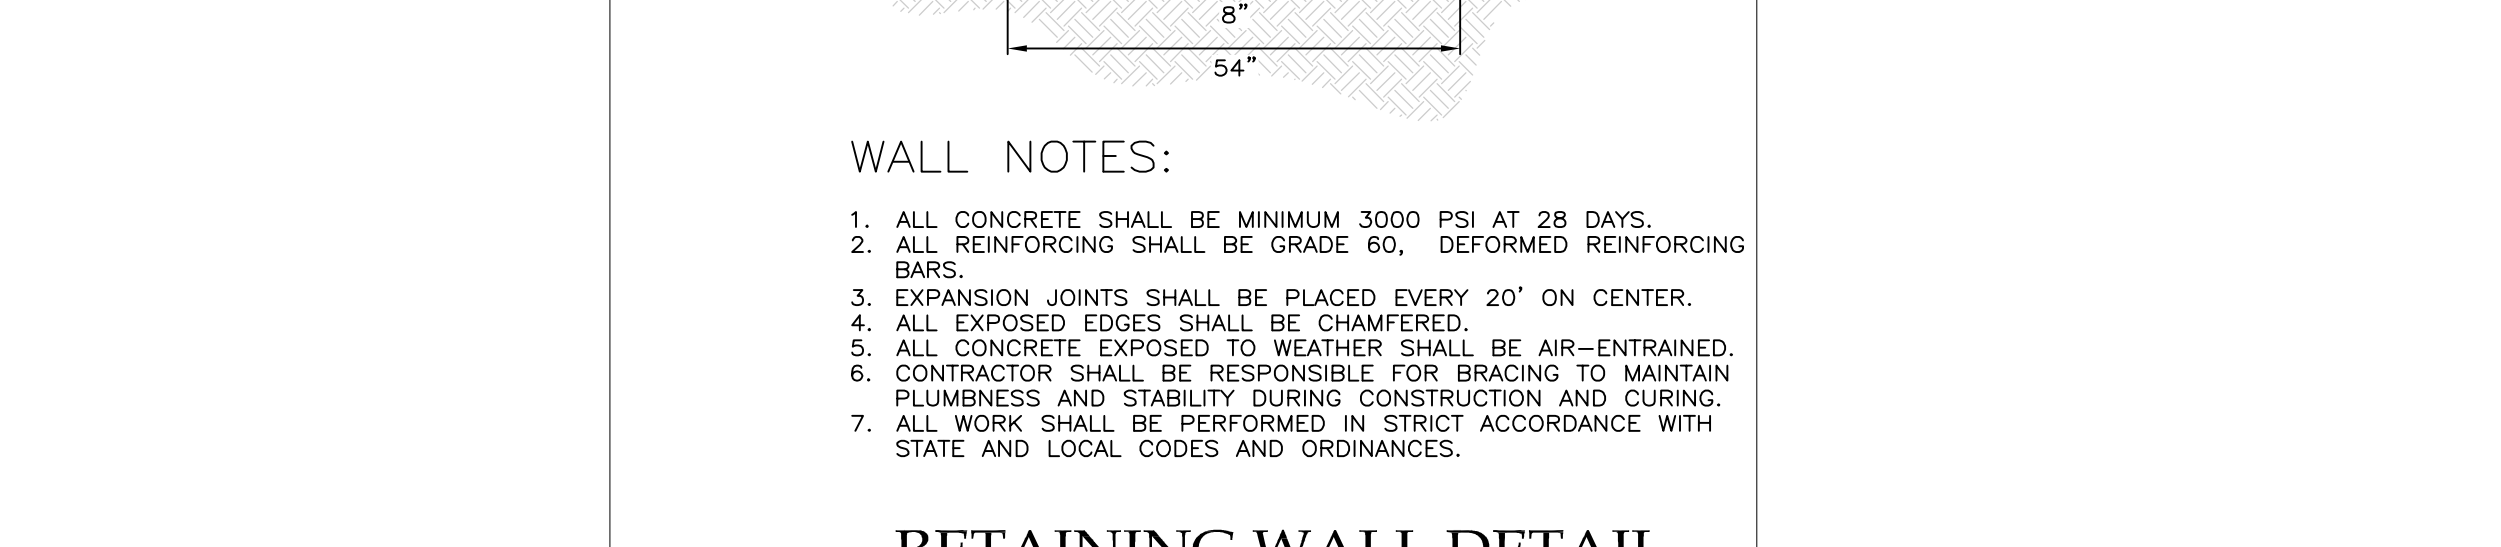 8"
54"
WALL NOTES:
1. ALL CONCRETE SHALL BE MINIMUM 3000 PSI AT 28 DAYS.
2. ALL REINFORCING SHALL BE GRADE 60, DEFORMED REINFORCING
BARS.
3. EXPANSION JOINTS SHALL BE PLACED EVERY 20' ON CENTER.
4. ALL EXPOSED EDGES SHALL BE CHAMFERED.
5. ALL CONCRETE EXPOSED TO WEATHER SHALL BE AIR-ENTRAINED.
6. CONTRACTOR SHALL BE RESPONSIBLE FOR BRACING TO MAINTAIN
PLUMBNESS AND STABILITY DURING CONSTRUCTION AND CURING.
7. ALL WORK SHALL BE PERFORMED IN STRICT ACCORDANCE WITH
STATE AND LOCAL CODES AND ORDINANCES.
RETAINING WALL DETAIL